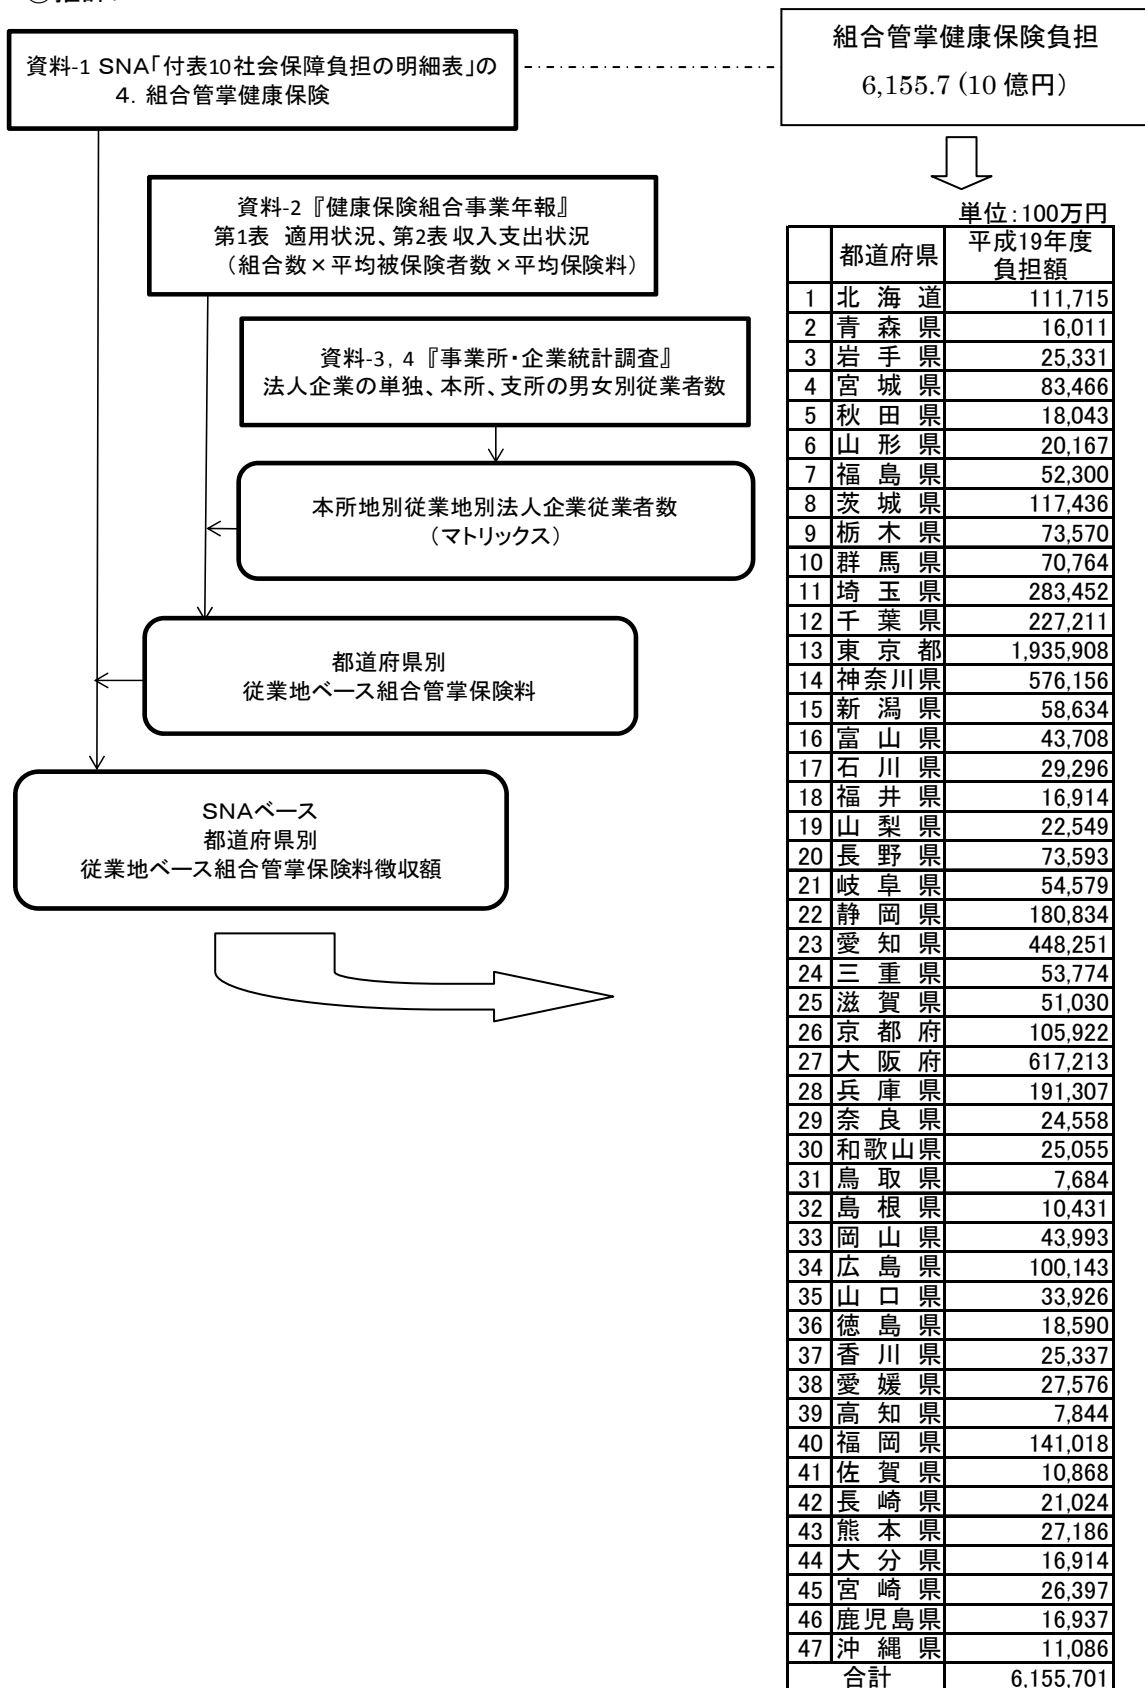 資料-1 SNA「付表10社会保障負担の明細表」の
4．組合管掌健康保険
組合管掌健康保険負担
6,155.7 (10 億円)
資料-2 『健康保険組合事業年報』
第1表 適用状況、第2表 収入支出状況
（組合数×平均被保険者数×平均保険料）
資料-3，4 『事業所・企業統計調査』
法人企業の単独、本所、支所の男女別従業者数
本所地別従業地別法人企業従業者数
（マトリックス）
都道府県別
従業地ベース組合管掌保険料
SNAベース
都道府県別
従業地ベース組合管掌保険料徴収額
単位：100万円
都道府県 平成19年度
負担額
1 北海道 111,715
2 青森県 16,011
3 岩手県 25,331
4 宮城県 83,466
5 秋田県 18,043
6 山形県 20,167
7 福島県 52,300
8 茨城県 117,436
9 栃木県 73,570
10 群馬県 70,764
11 埼玉県 283,452
12 千葉県 227,211
13 東京都 1,935,908
14 神奈川県 576,156
15 新潟県 58,634
16 富山県 43,708
17 石川県 29,296
18 福井県 16,914
19 山梨県 22,549
20 長野県 73,593
21 岐阜県 54,579
22 静岡県 180,834
23 愛知県 448,251
24 三重県 53,774
25 滋賀県 51,030
26 京都府 105,922
27 大阪府 617,213
28 兵庫県 191,307
29 奈良県 24,558
30 和歌山県 25,055
31 鳥取県 7,684
32 島根県 10,431
33 岡山県 43,993
34 広島県 100,143
35 山口県 33,926
36 徳島県 18,590
37 香川県 25,337
38 愛媛県 27,576
39 高知県 7,844
40 福岡県 141,018
41 佐賀県 10,868
42 長崎県 21,024
43 熊本県 27,186
44 大分県 16,914
45 宮崎県 26,397
46 鹿児島県 16,937
47 沖縄県 11,086
合計 6,155,701